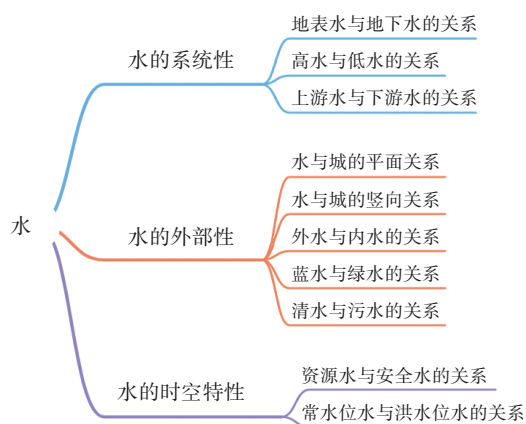 水
水的系统性
地表水与地下水的关系
高水与低水的关系
上游水与下游水的关系
水的外部性
水与城的平面关系
水与城的竖向关系
外水与内水的关系
蓝水与绿水的关系
清水与污水的关系
水的时空特性
资源水与安全水的关系
常水位水与洪水位水的关系